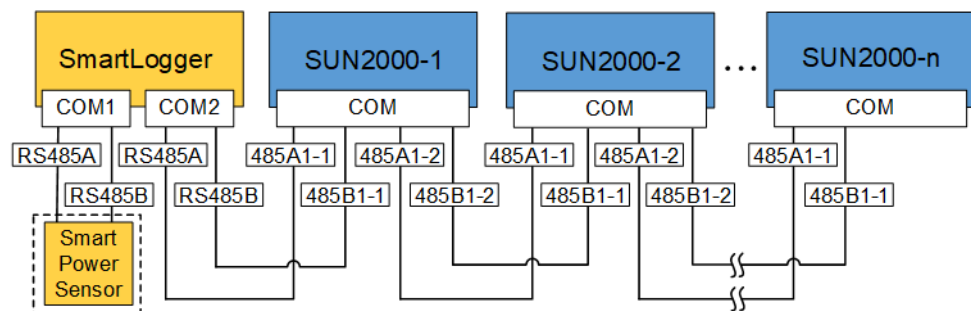 SmartLogger
SUN2000-1
SUN2000-2
...
SUN2000-n
COM1
COM2
COM
COM
COM
RS485A
RS485A
485A1-1
485A1-2
485A1-1
485A1-2
485A1-1
RS485B
RS485B
485B1-1
485B1-2
485B1-1
485B1-2
485B1-1
Smart
Power
Sensor